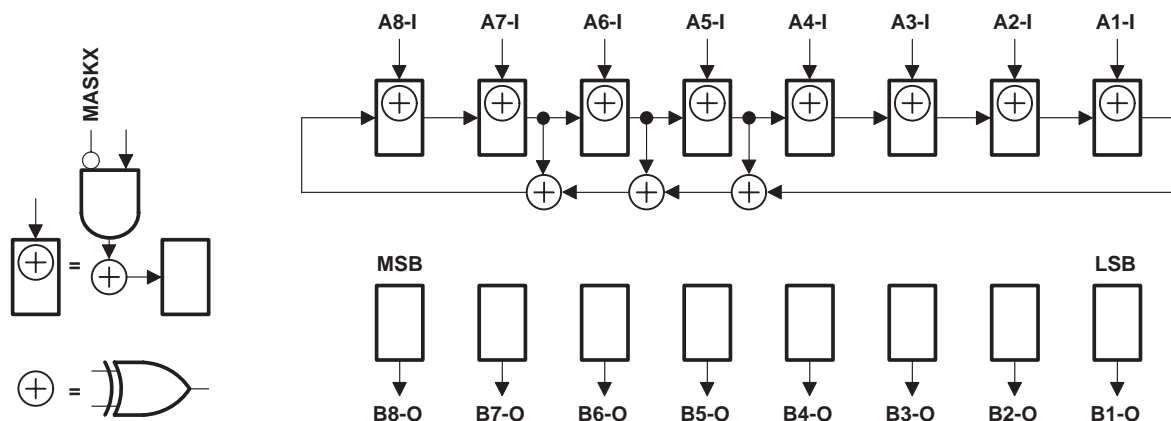 A8-I A7-I A6-I A5-I A4-I A3-I A2-I A1-I
MASKX
=
MSB LSB
=
B8-O B7-O B6-O B5-O B4-O B3-O B2-O B1-O